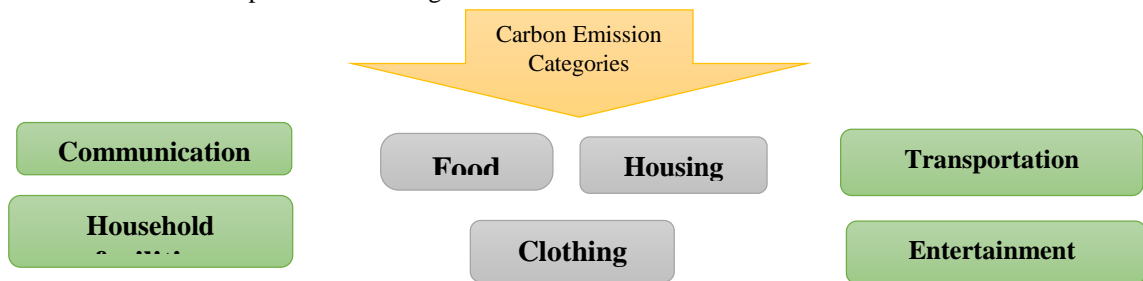 Carbon Emission
Categories
Communication
Food
Housing
Transportation
Household
Clothing
Entertainment